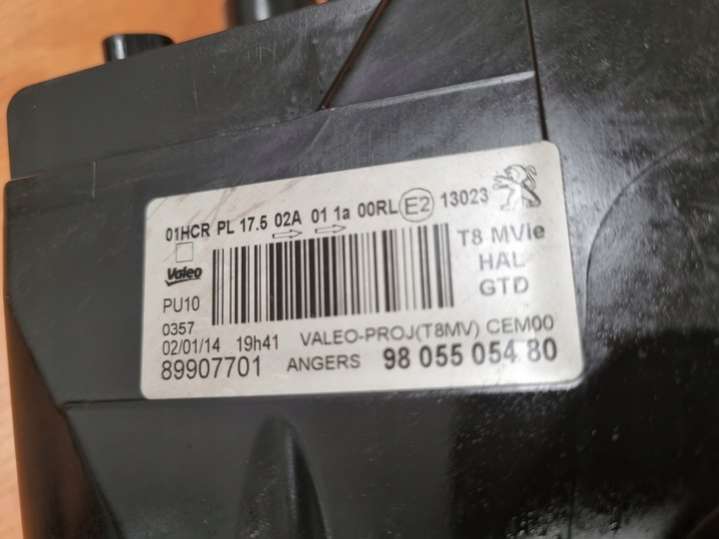 01HCR PL 17.5 02A 01 1a 00RL E2 13023
Valeo
T8 MVIe
HAL
PU10
GTD
0357
02/01/14 19h41 VALEO-PROJ(T8MV) CEM00
89907701 ANGERS 98 055 054 80